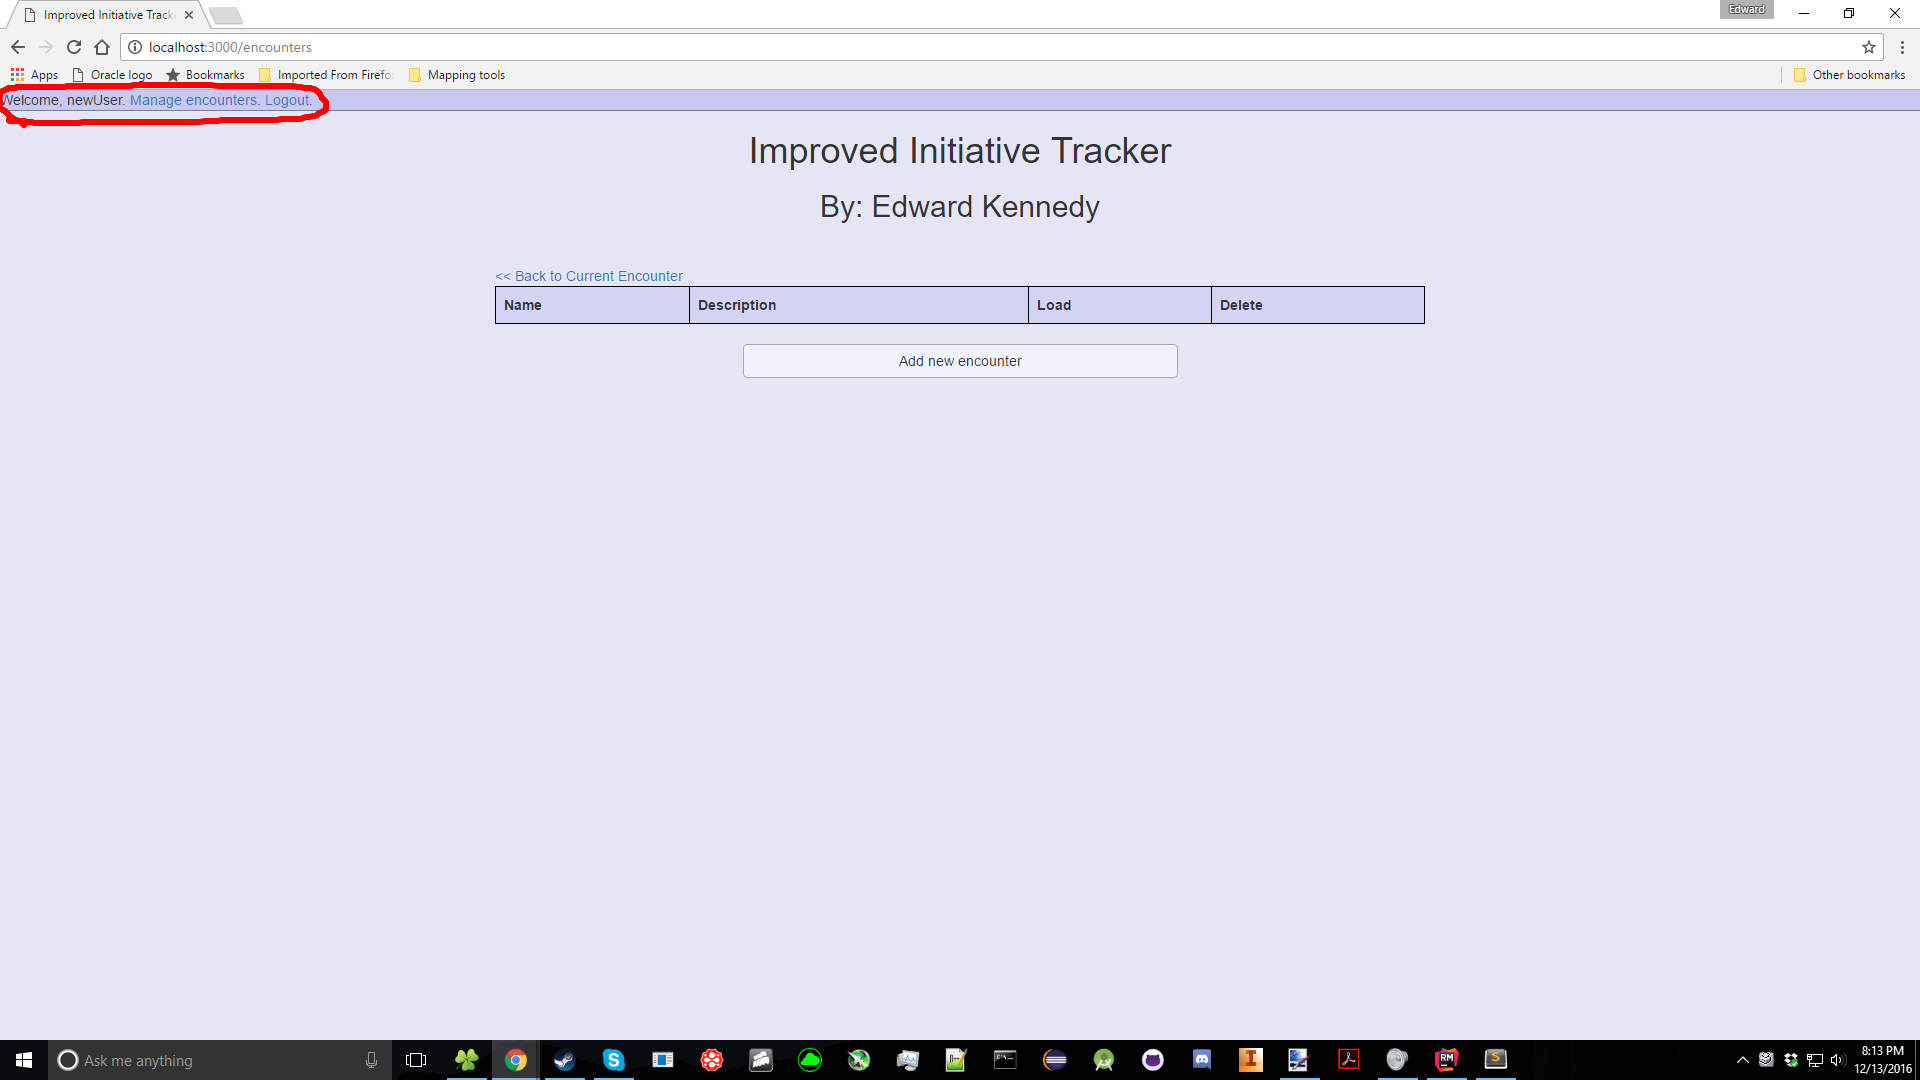 Improved Initiative Track
Edward
localhost:3000/encounters
Apps Oracle logo Bookmarks Imported From Firefo Mapping tools Other bookmarks
Welcome, newUser. Manage encounters. Logout.
Improved Initiative Tracker
By: Edward Kennedy
<< Back to Current Encounter
Name Description Load Delete
Add new encounter
Ask me anything
RM
S
8:13 PM
12/13/2016